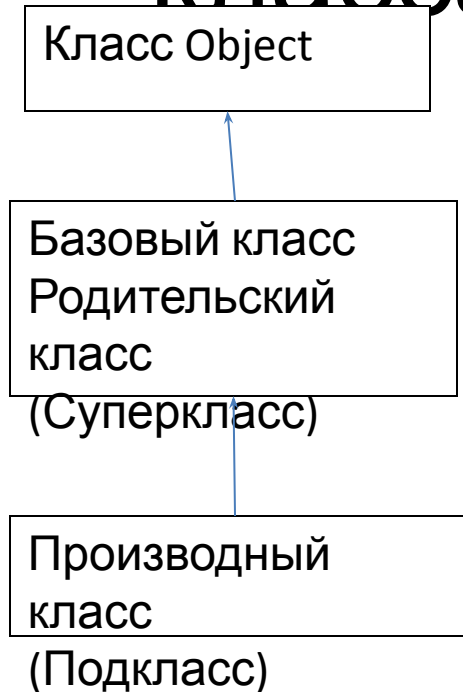 Класс Object
Базовый класс
Родительский
класс
(Суперкласс)
Производный
класс
(Подкласс)